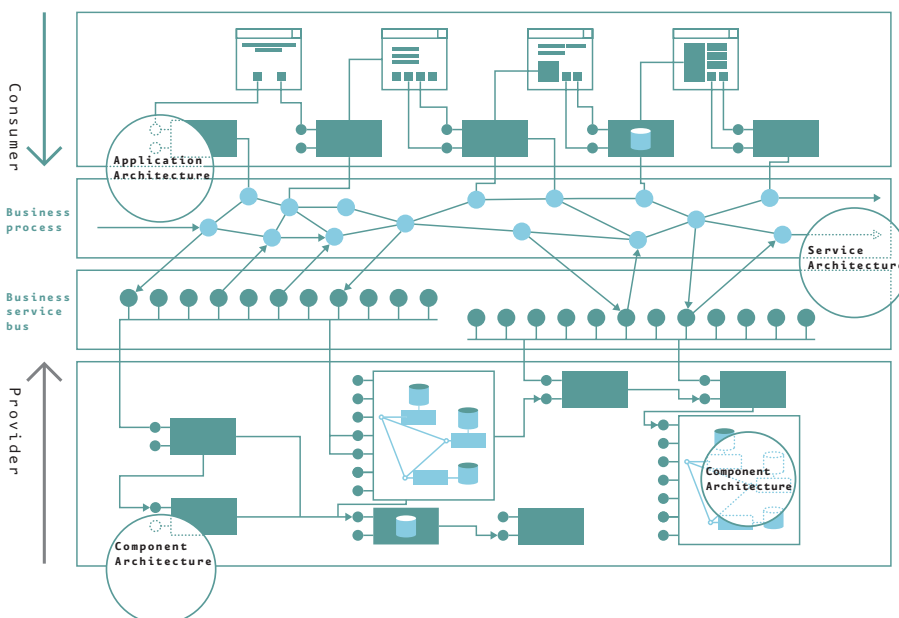 Consumer
Application
Architecture
Business
process
Service
Architecture
Business
service
bus
Provider
Component
Architecture
Component
Architecture